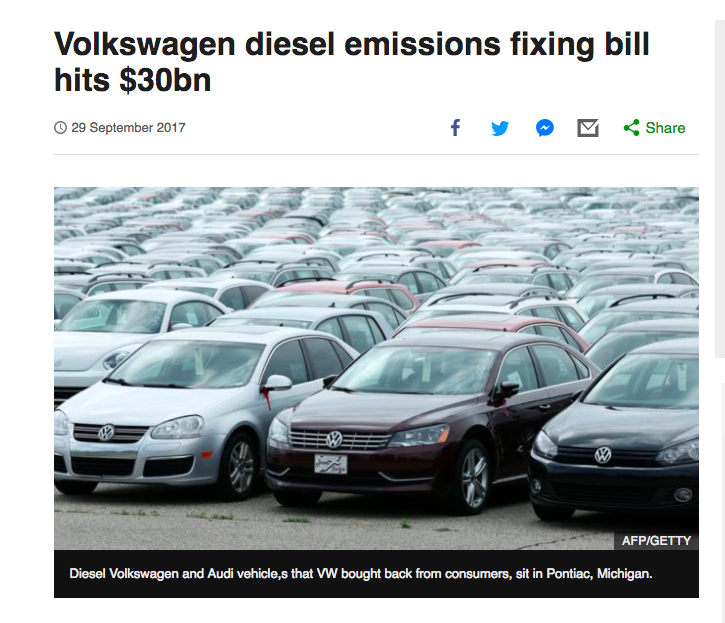 Volkswagen diesel emissions fixing bill
hits $30bn
29 September 2017
Share
AFP/GETTY
Diesel Volkswagen and Audi vehicle,s that VW bought back from consumers, sit in Pontiac, Michigan.